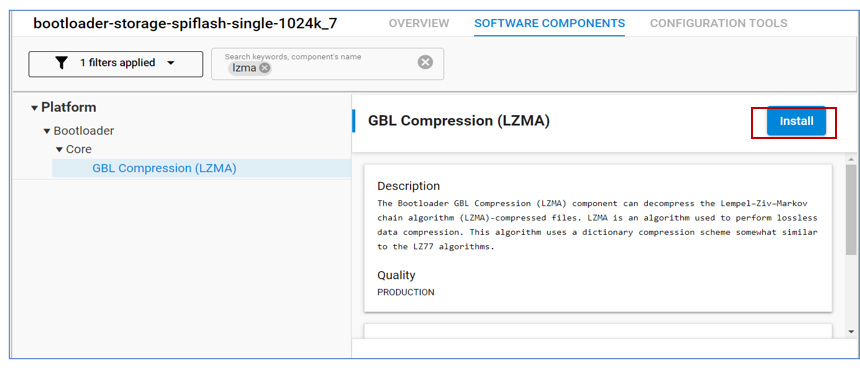 bootloader-storage-spiflash-single-1024k_7
OVERVIEW
SOFTWARE COMPONENTS
CONFIGURATION TOOLS
1 filters applied
Search keywords, component's name
lzma
Platform
Bootloader
Core
GBL Compression (LZMA)
GBL Compression (LZMA)
Install
Description
The Bootloader GBL Compression (LZMA) component can decompress the Lempel-Ziv-Markov
chain algorithm (LZMA)-compressed files. LZMA is an algorithm used to perform lossless
data compression. This algorithm uses a dictionary compression scheme somewhat similar
to the LZ77 algorithms.
Quality
PRODUCTION